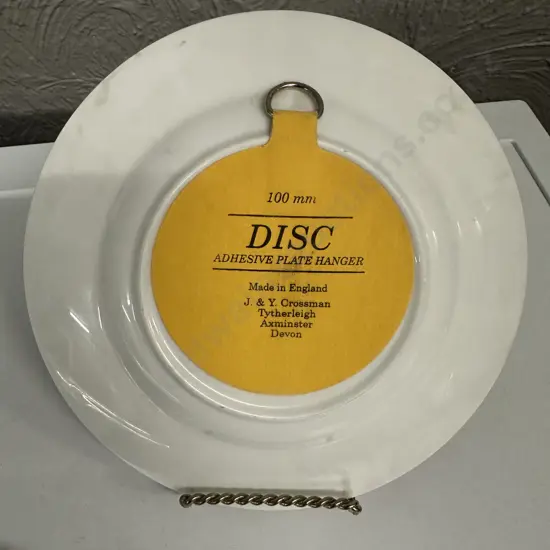 100 mm
DISC
ADHESIVE PLATE HANGER
Made in England
J. & Y. Crossman
Tytherleigh
Axminster
Devon